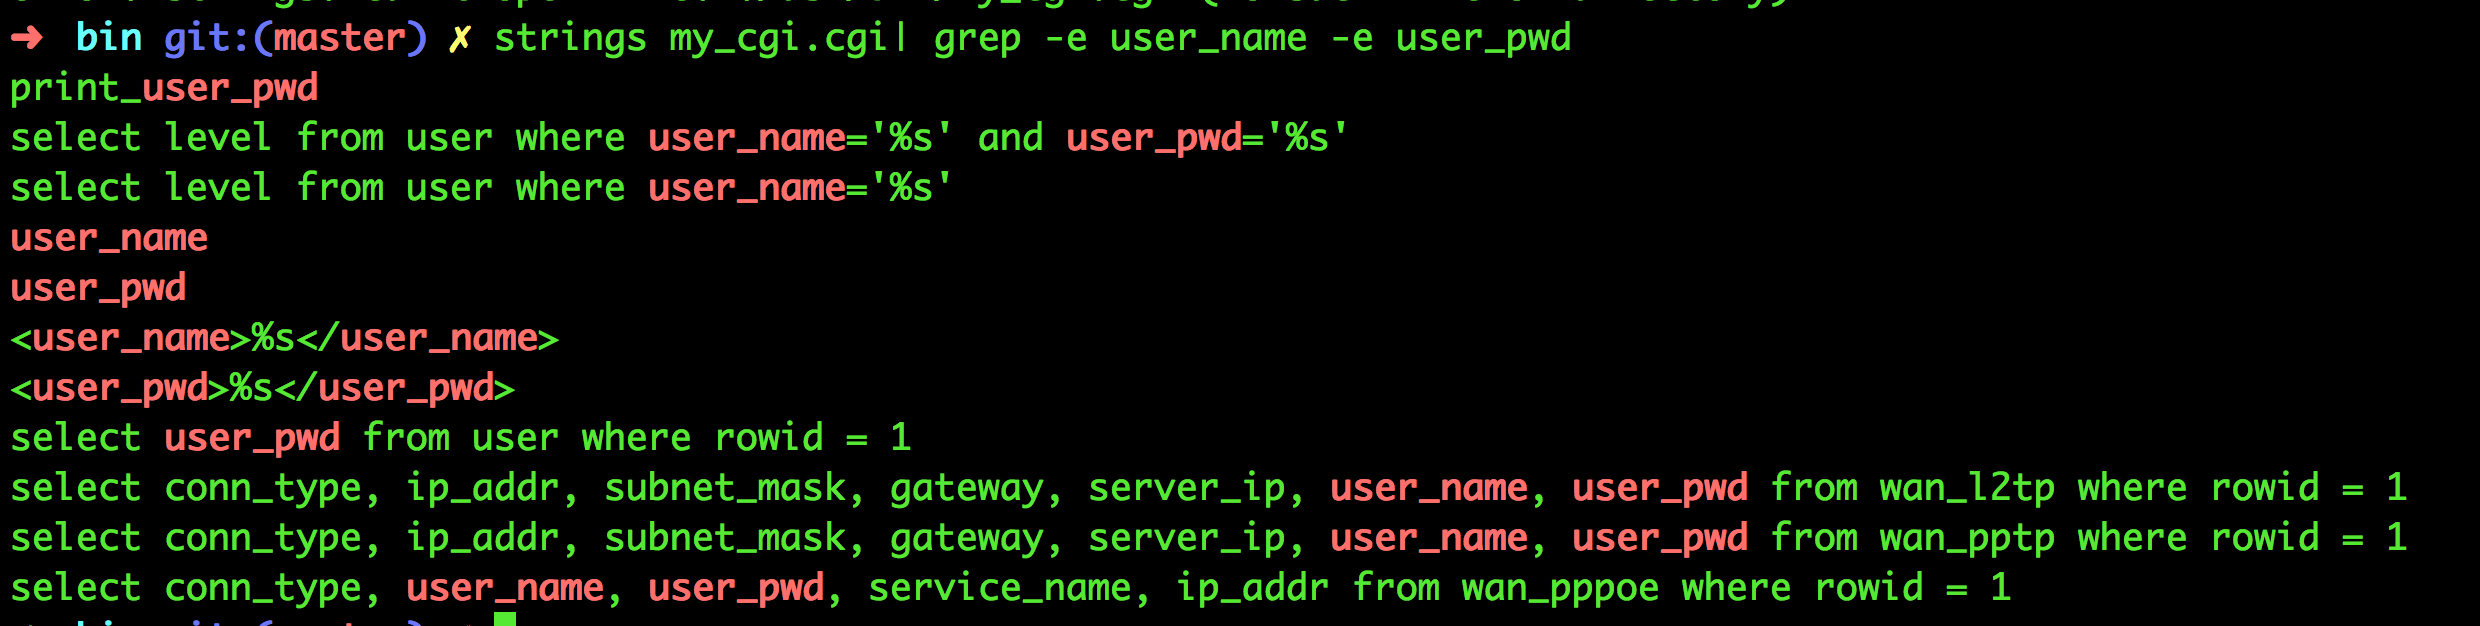 ➜  bin git:(master) ✗ strings my_cgi.cgi| grep -e user_name -e user_pwd
print_user_pwd
select level from user where user_name='%s' and user_pwd='%s'
select level from user where user_name='%s'
user_name
user_pwd
<user_name>%s</user_name>
<user_pwd>%s</user_pwd>
select user_pwd from user where rowid = 1
select conn_type, ip_addr, subnet_mask, gateway, server_ip, user_name, user_pwd from wan_l2tp where rowid = 1
select conn_type, ip_addr, subnet_mask, gateway, server_ip, user_name, user_pwd from wan_pptp where rowid = 1
select conn_type, user_name, user_pwd, service_name, ip_addr from wan_pppoe where rowid = 1